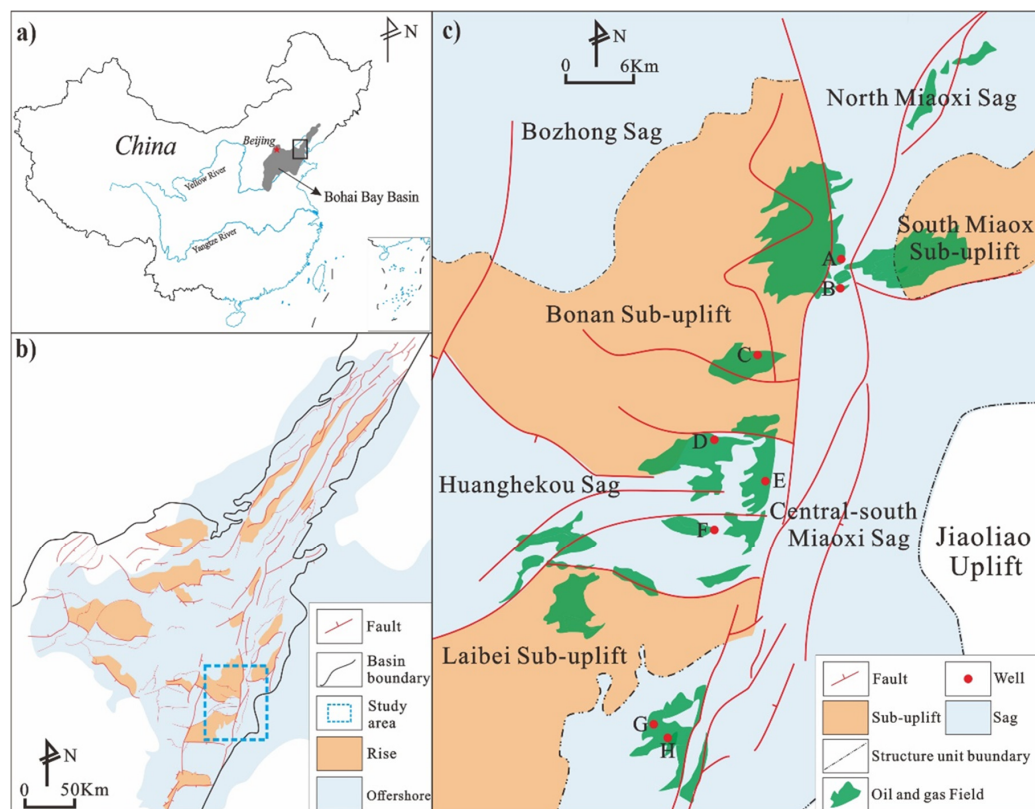 a)
N
China
Beijing
Yellow River
Bohai Bay Basin
Yangtze River
b)
Fault
Basin
boundary
Study
area
Rise
Offshore
N
0 50Km
c)
N
0 6Km
North Miaoxi Sag
Bozhong Sag
South Miaox
Sub-uplift
A
B
Bonan Sub-uplift
C
D
E
Huanghekou Sag
Central-south
Miaoxi Sag
F
Jiaoliao
Uplift
Laibei Sub-uplift
G
H
Fault
Well
Sub-uplift
Sag
Structure unit buundary
Oil and gas Field